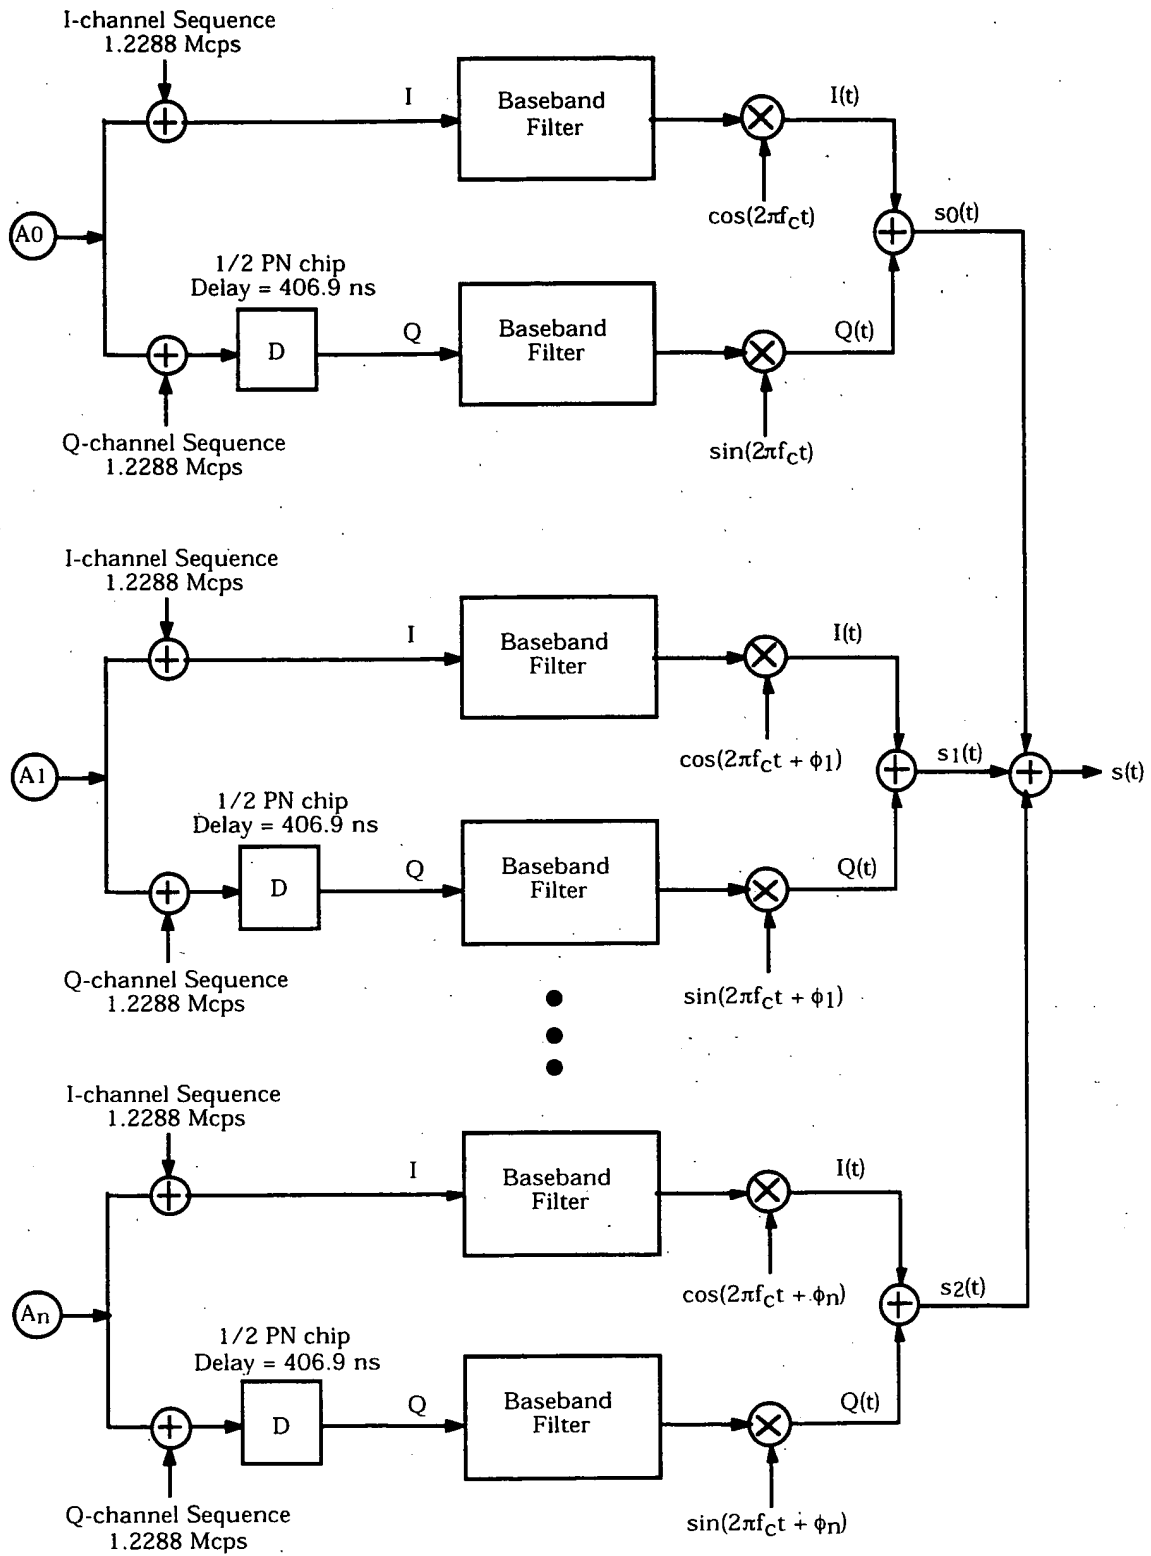 I-channel Sequence
1.2288 Mcps
I
Baseband
Filter
I(t)
cos(2πfct)
A0
s0(t)
1/2 PN chip
Delay = 406.9 ns
D
Q
Baseband
Filter
Q(t)
Q-channel Sequence
1.2288 Mcps
sin(2πfct)
I-channel Sequence
1.2288 Mcps
I
Baseband
Filter
I(t)
cos(2πfct + ϕ1)
A1
s1(t)
s(t)
1/2 PN chip
Delay = 406.9 ns
D
Q
Baseband
Filter
Q(t)
Q-channel Sequence
1.2288 Mcps
sin(2πfct + ϕ1)
I-channel Sequence
1.2288 Mcps
I
Baseband
Filter
I(t)
cos(2πfct + ϕn)
An
s2(t)
1/2 PN chip
Delay = 406.9 ns
D
Q
Baseband
Filter
Q(t)
Q-channel Sequence
1.2288 Mcps
sin(2πfct + ϕn)